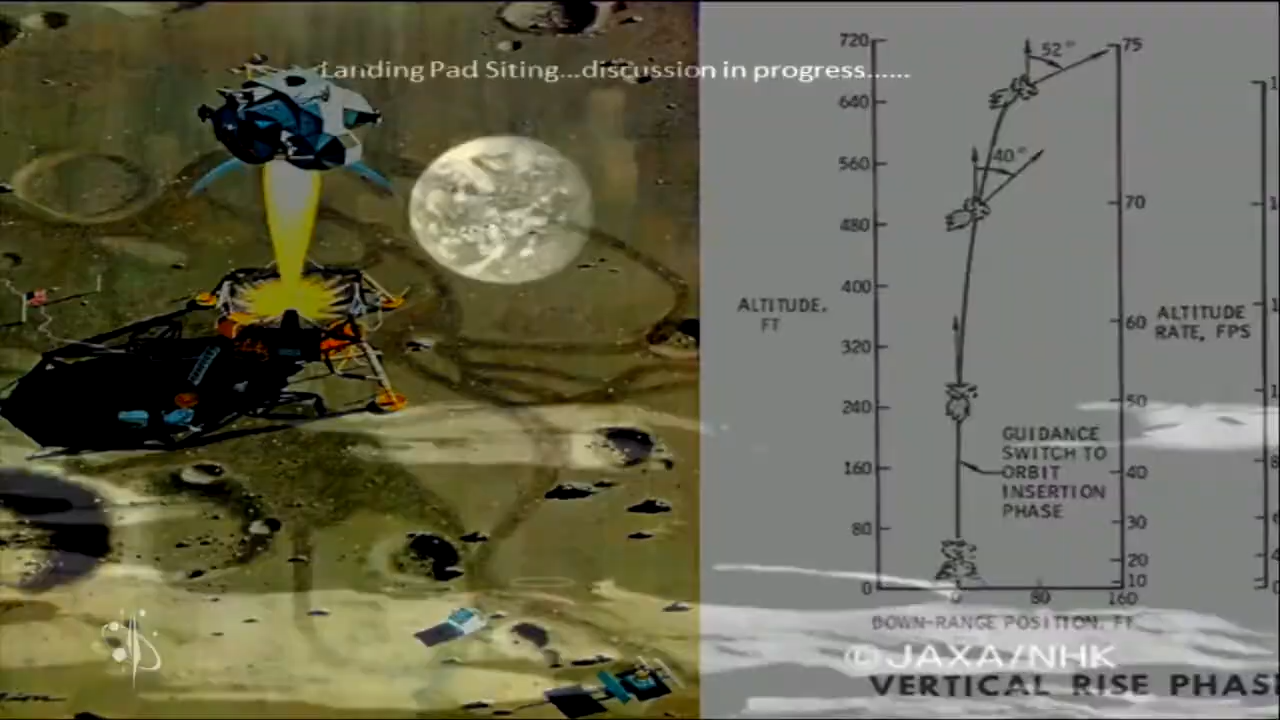 Landing Pad Siting...discussion in progress......
720
640
560
480
400
320
240
160
80
0
ALTITUDE,
FT
52°
40°
75
70
60
50
40
30
20
10
ALTITUDE
RATE, FPS
GUIDANCE
SWITCH TO
ORBIT
INSERTION
PHASE
0
80
160
DOWN-RANGE POSITION, FT
© JAXA/NHK
VERTICAL RISE PHAS